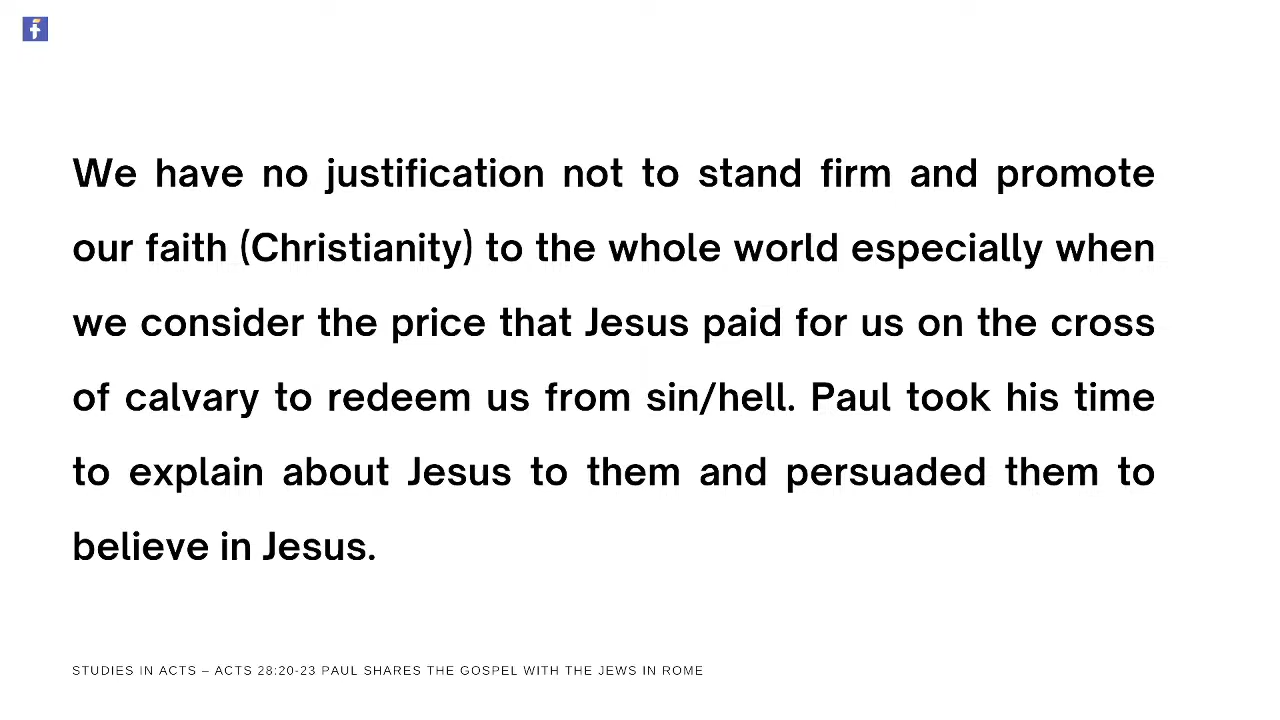 We have no justification not to stand firm and promote
our faith (Christianity) to the whole world especially when
we consider the price that Jesus paid for us on the cross
of calvary to redeem us from sin/hell. Paul took his time
to explain about Jesus to them and persuaded them to
believe in Jesus.
STUDIES IN ACTS – ACTS 28:20-23 PAUL SHARES THE GOSPEL WITH THE JEWS IN ROME